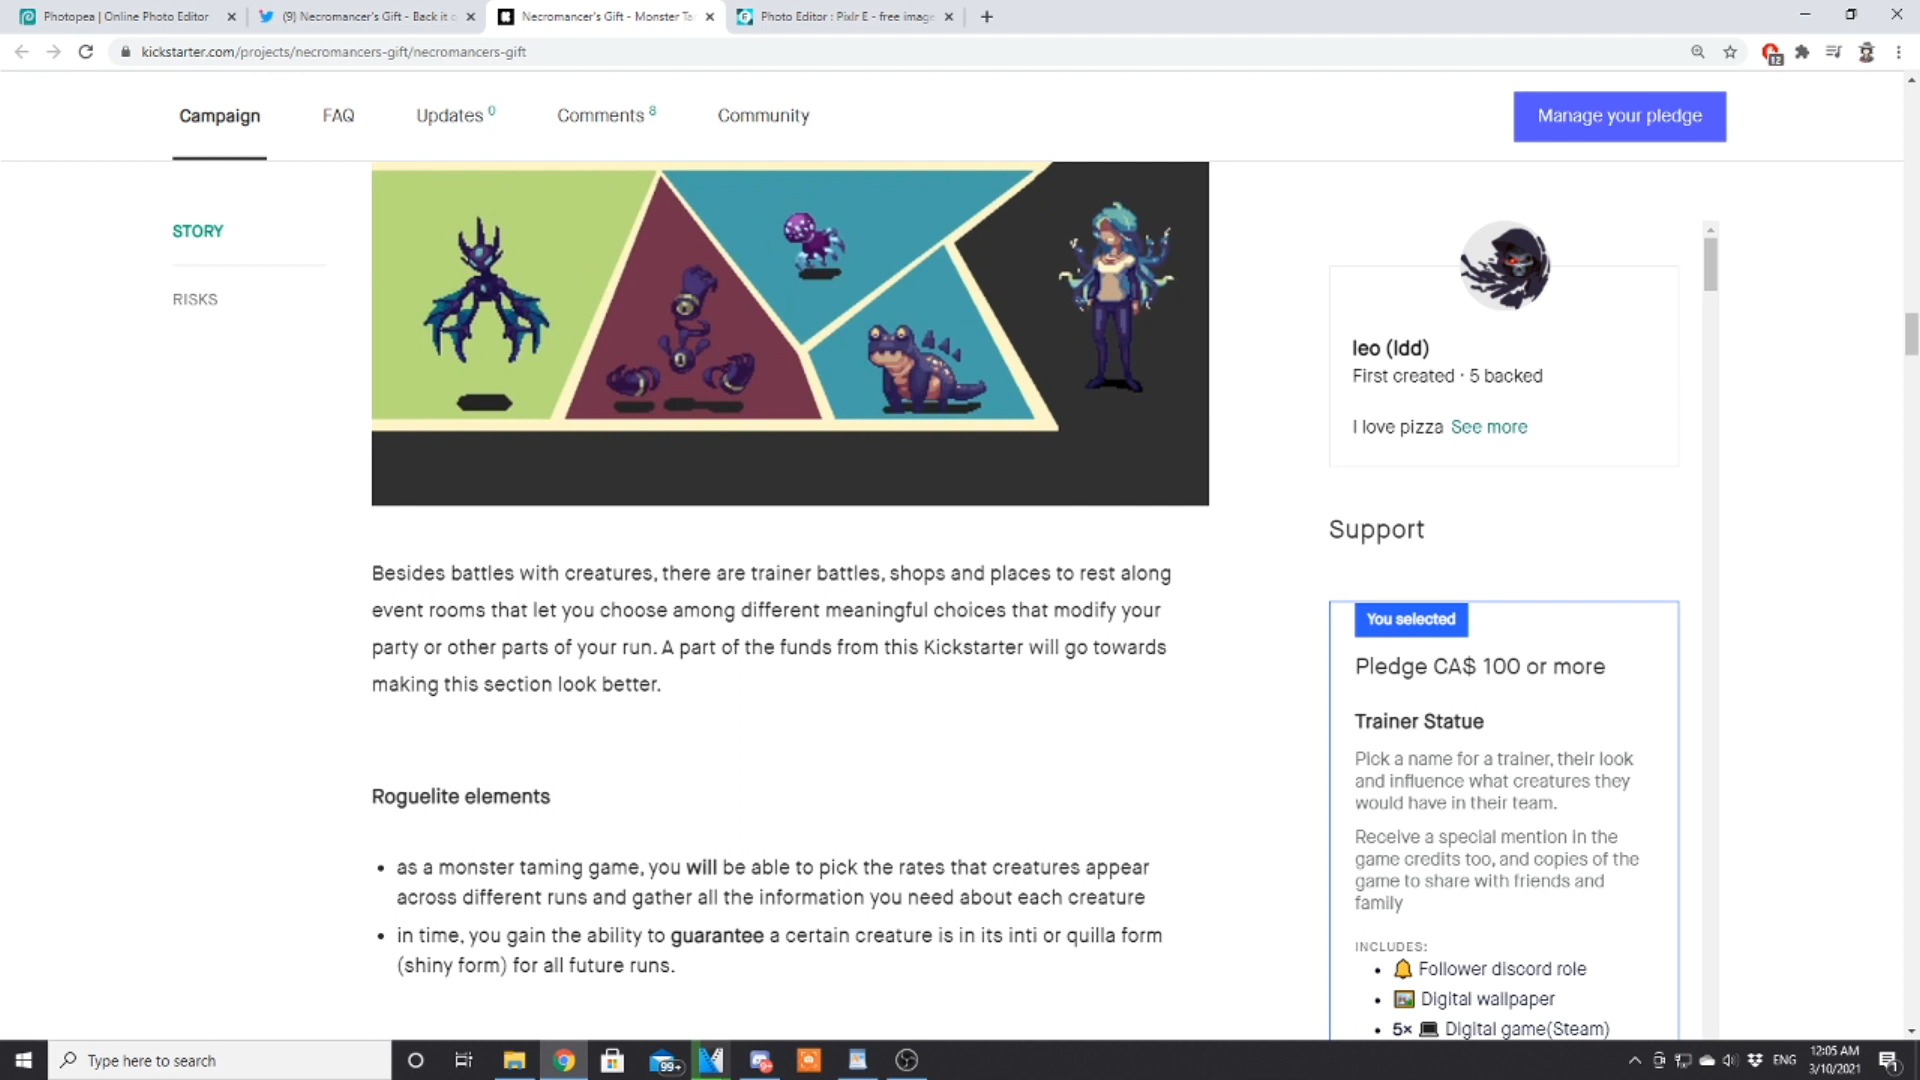 Photopea | Online Photo Editor
(9) Necromancer's Gift - Back it o
Necromancer's Gift - Monster Ta
Photo Editor : Pixlr E - free image
kickstarter.com/projects/necromancers-gift/necromancers-gift
12
Campaign
FAQ
Updates 0
Comments 8
Community
Manage your pledge
STORY
RISKS
leo (ldd)
First created · 5 backed
I love pizza See more
Support
Besides battles with creatures, there are trainer battles, shops and places to rest along
event rooms that let you choose among different meaningful choices that modify your
party or other parts of your run. A part of the funds from this Kickstarter will go towards
making this section look better.
Roguelite elements
• as a monster taming game, you will be able to pick the rates that creatures appear
across different runs and gather all the information you need about each creature
• in time, you gain the ability to guarantee a certain creature is in its inti or quilla form
(shiny form) for all future runs.
You selected
Pledge CA$ 100 or more
Trainer Statue
Pick a name for a trainer, their look
and influence what creatures they
would have in their team.
Receive a special mention in the
game credits too, and copies of the
game to share with friends and
family
INCLUDES:
• 🔔 Follower discord role
• 🖼️ Digital wallpaper
• 5× 💻 Digital game(Steam)
Type here to search
99+
ENG
12:05 AM
3/10/2021
1